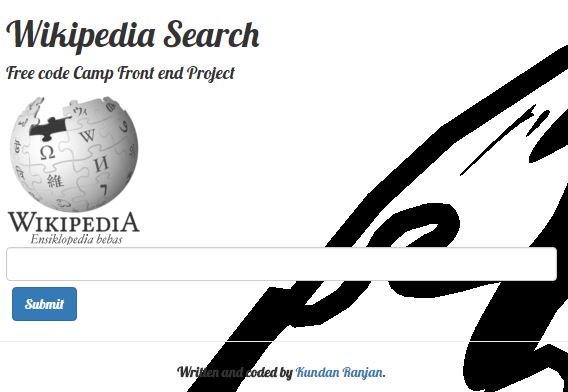 Wikipedia Search
Free code Camp Front end Project
Ω
W
И
維
WIKIPEDIA
Ensiklopedia bebas
Submit
Written and coded by Kundan Ranjan.